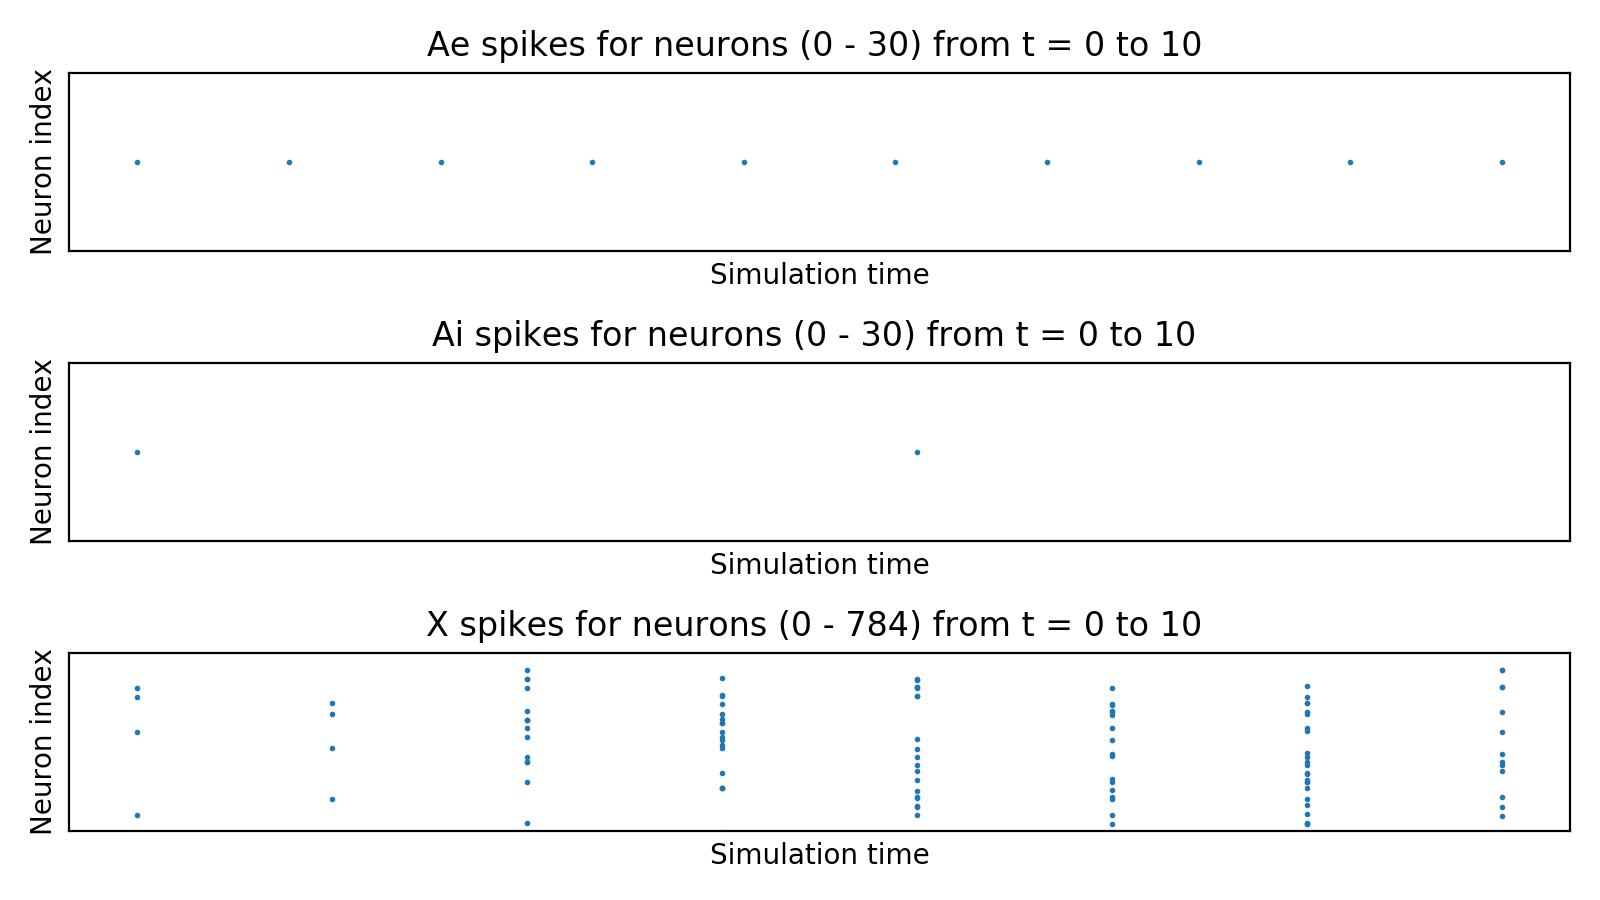 Ae spikes for neurons (0 - 30) from t = 0 to 10
Neuron index
Simulation time
Ai spikes for neurons (0 - 30) from t = 0 to 10
Neuron index
Simulation time
X spikes for neurons (0 - 784) from t = 0 to 10
Neuron index
Simulation time